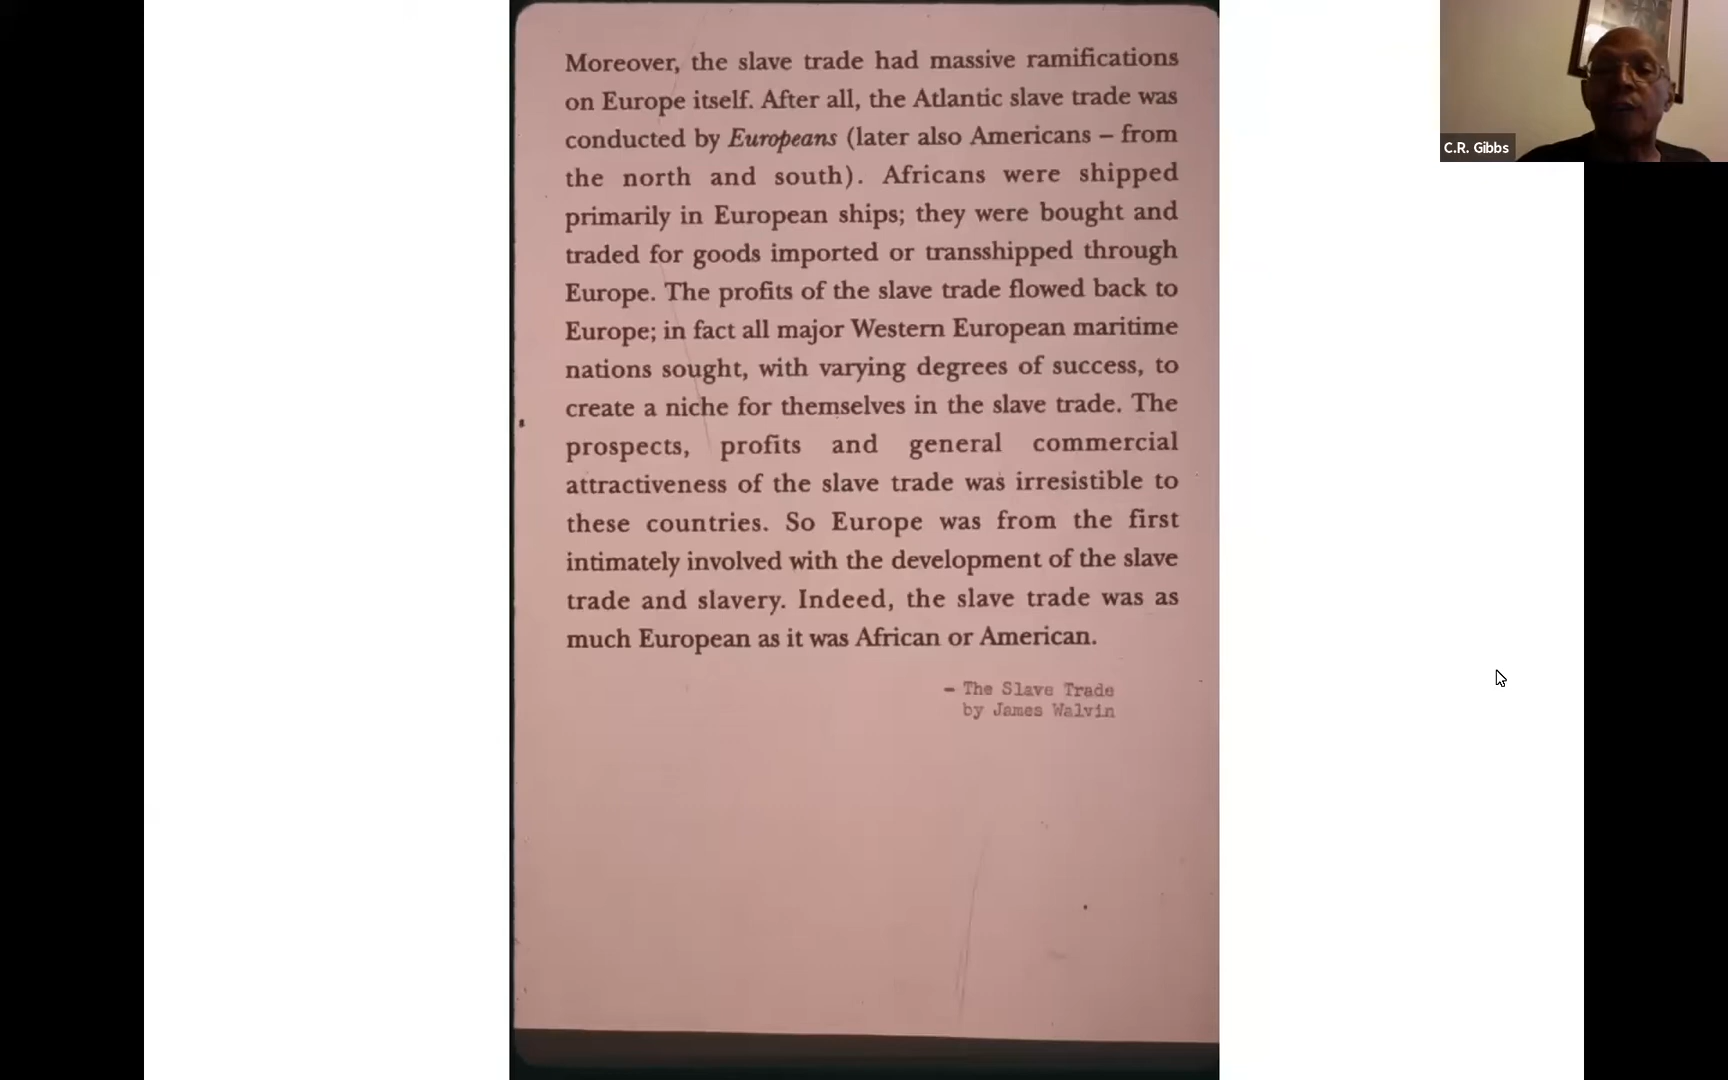 Moreover, the slave trade had massive ramifications
on Europe itself. After all, the Atlantic slave trade was
conducted by Europeans (later also Americans – from
the north and south). Africans were shipped
primarily in European ships; they were bought and
traded for goods imported or transshipped through
Europe. The profits of the slave trade flowed back to
Europe; in fact all major Western European maritime
nations sought, with varying degrees of success, to
create a niche for themselves in the slave trade. The
prospects, profits and general commercial
attractiveness of the slave trade was irresistible to
these countries. So Europe was from the first
intimately involved with the development of the slave
trade and slavery. Indeed, the slave trade was as
much European as it was African or American.
– The Slave Trade
by James Walvin
C.R. Gibbs